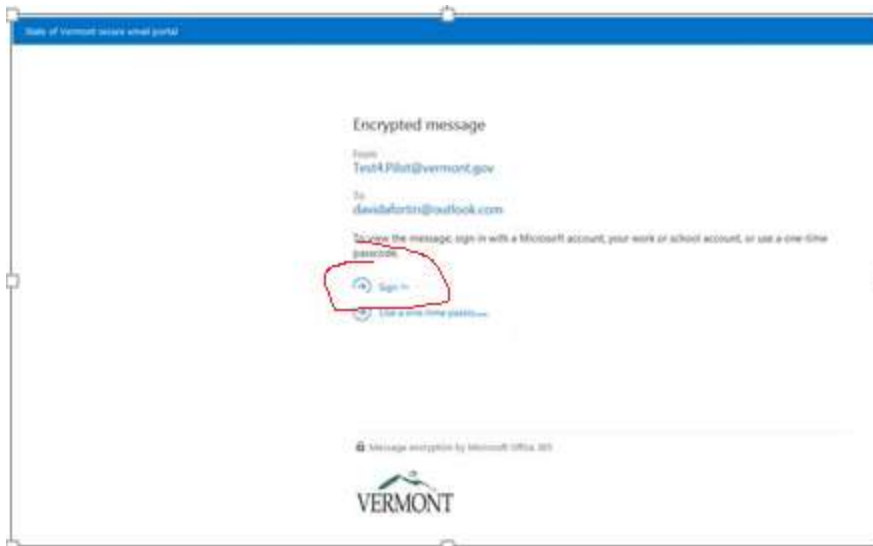 State of Vermont secure email portal
Encrypted message
From
Test4.Pilot@vermont.gov
To
davidafortin@outlook.com
To view the message, sign in with a Microsoft account, your work or school account, or use a one-time
passcode.
Sign in
Use a one-time
Message encryption by Microsoft Office 365
VERMONT